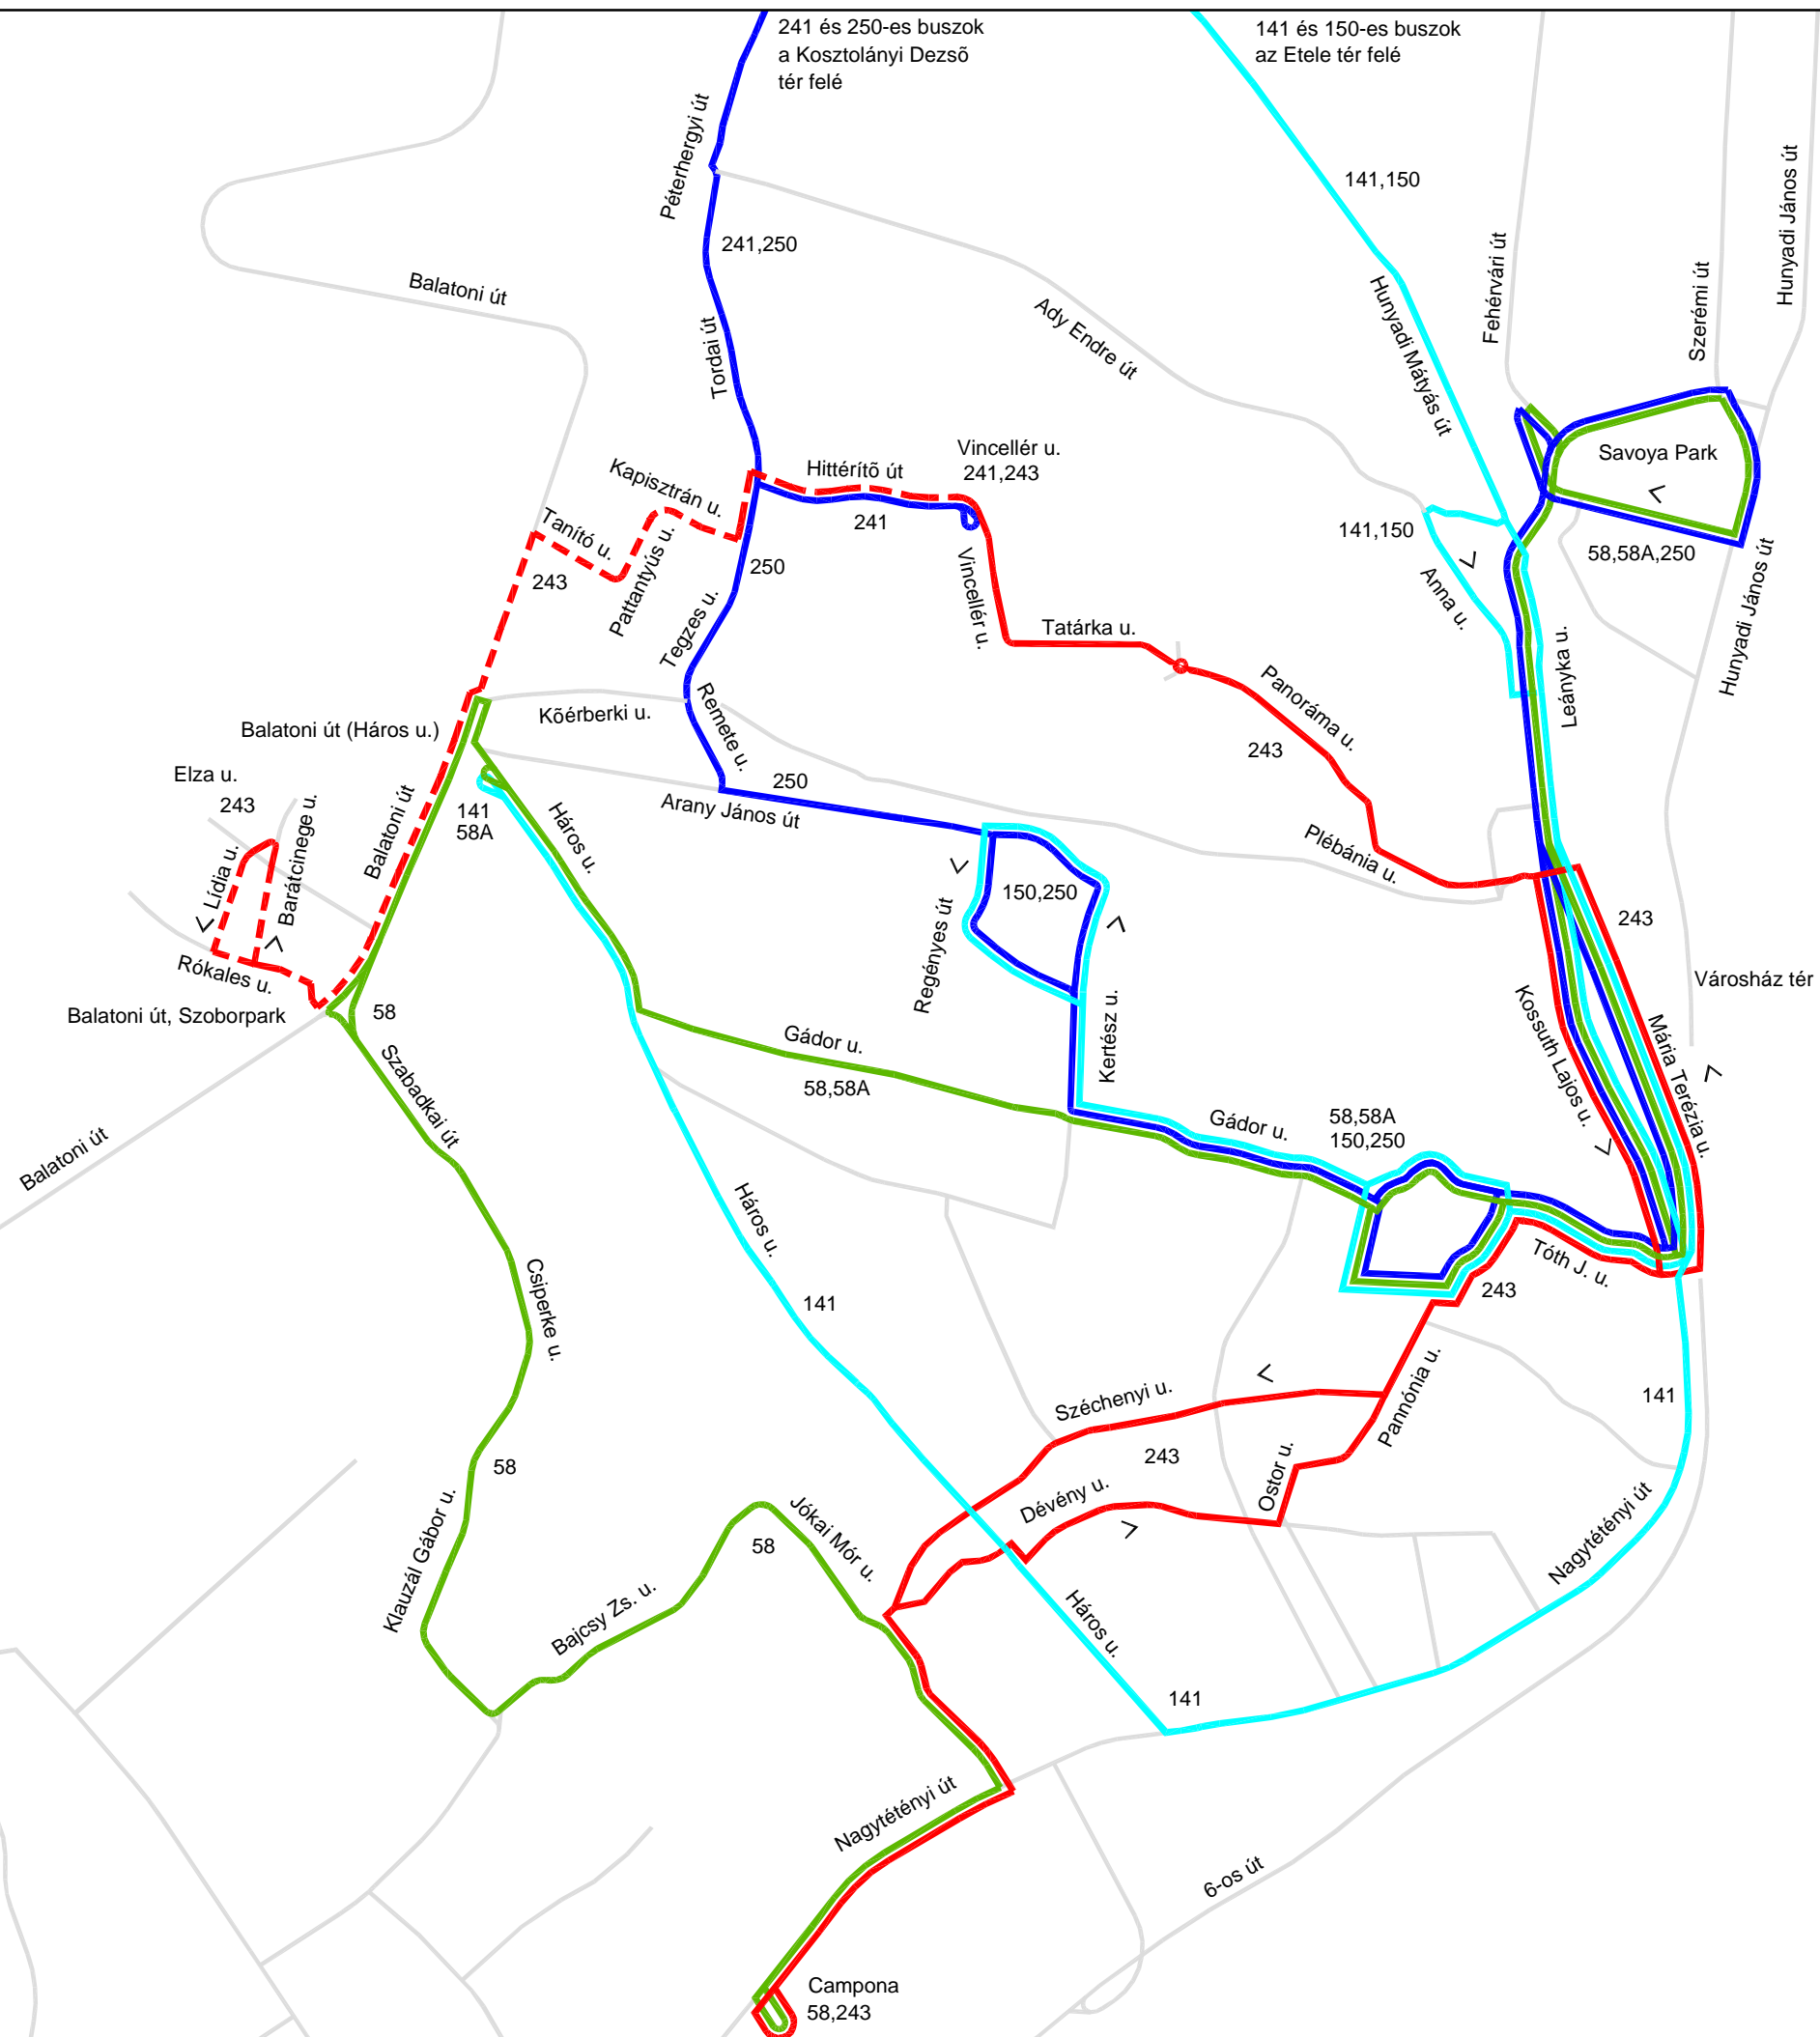 241 és 250-es buszok
a Kosztolányi Dezsõ
tér felé
141 és 150-es buszok
az Etele tér felé
Péterhergyi út
141,150
Hunyadi János út
241,250
Fehérvári út
Szerémi út
Balatoni út
Tordai út
Ady Endre út
Hunyadi Mátyás út
Vincellér u.
241,243
Hittérítõ út
Kapisztrán u.
Savoya Park
Tanító u.
241
141,150
58,58A,250
243
Pattantyús u.
250
Vincellér u.
Anna u.
Hunyadi János út
Tegzes u.
Tatárka u.
Leányka u.
Panoráma u.
Kõérberki u.
Remete u.
Balatoni út (Háros u.)
243
Elza u.
243
250
Balatoni út
141
58A
Arany János út
Háros u.
Barátcinege u.
Lídia u.
Plébánia u.
150,250
243
Regényes út
Rókales u.
Városház tér
Balatoni út, Szoborpark
58
Kossuth Lajos u.
Mária Terézia u.
Kertész u.
Gádor u.
Szabadkai út
58,58A
Gádor u.
58,58A
150,250
Balatoni út
Háros u.
Tóth J. u.
Csiperke u.
243
141
Széchenyi u.
Pannónia u.
141
243
58
Ostor u.
Dévény u.
Klauzál Gábor u.
Jókai Mór u.
58
Nagytétényi út
Bajcsy Zs. u.
Háros u.
141
Nagytétényi út
6-os út
Campona
58,243